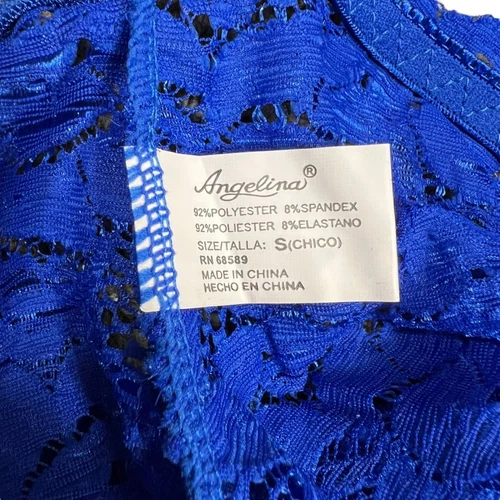 Angelina®
92%POLYESTER 8%SPANDEX
92%POLIESTER 8%ELASTANO
SIZE/TALLA: S(CHICO)
RN 68589
MADE IN CHINA
HECHO EN CHINA